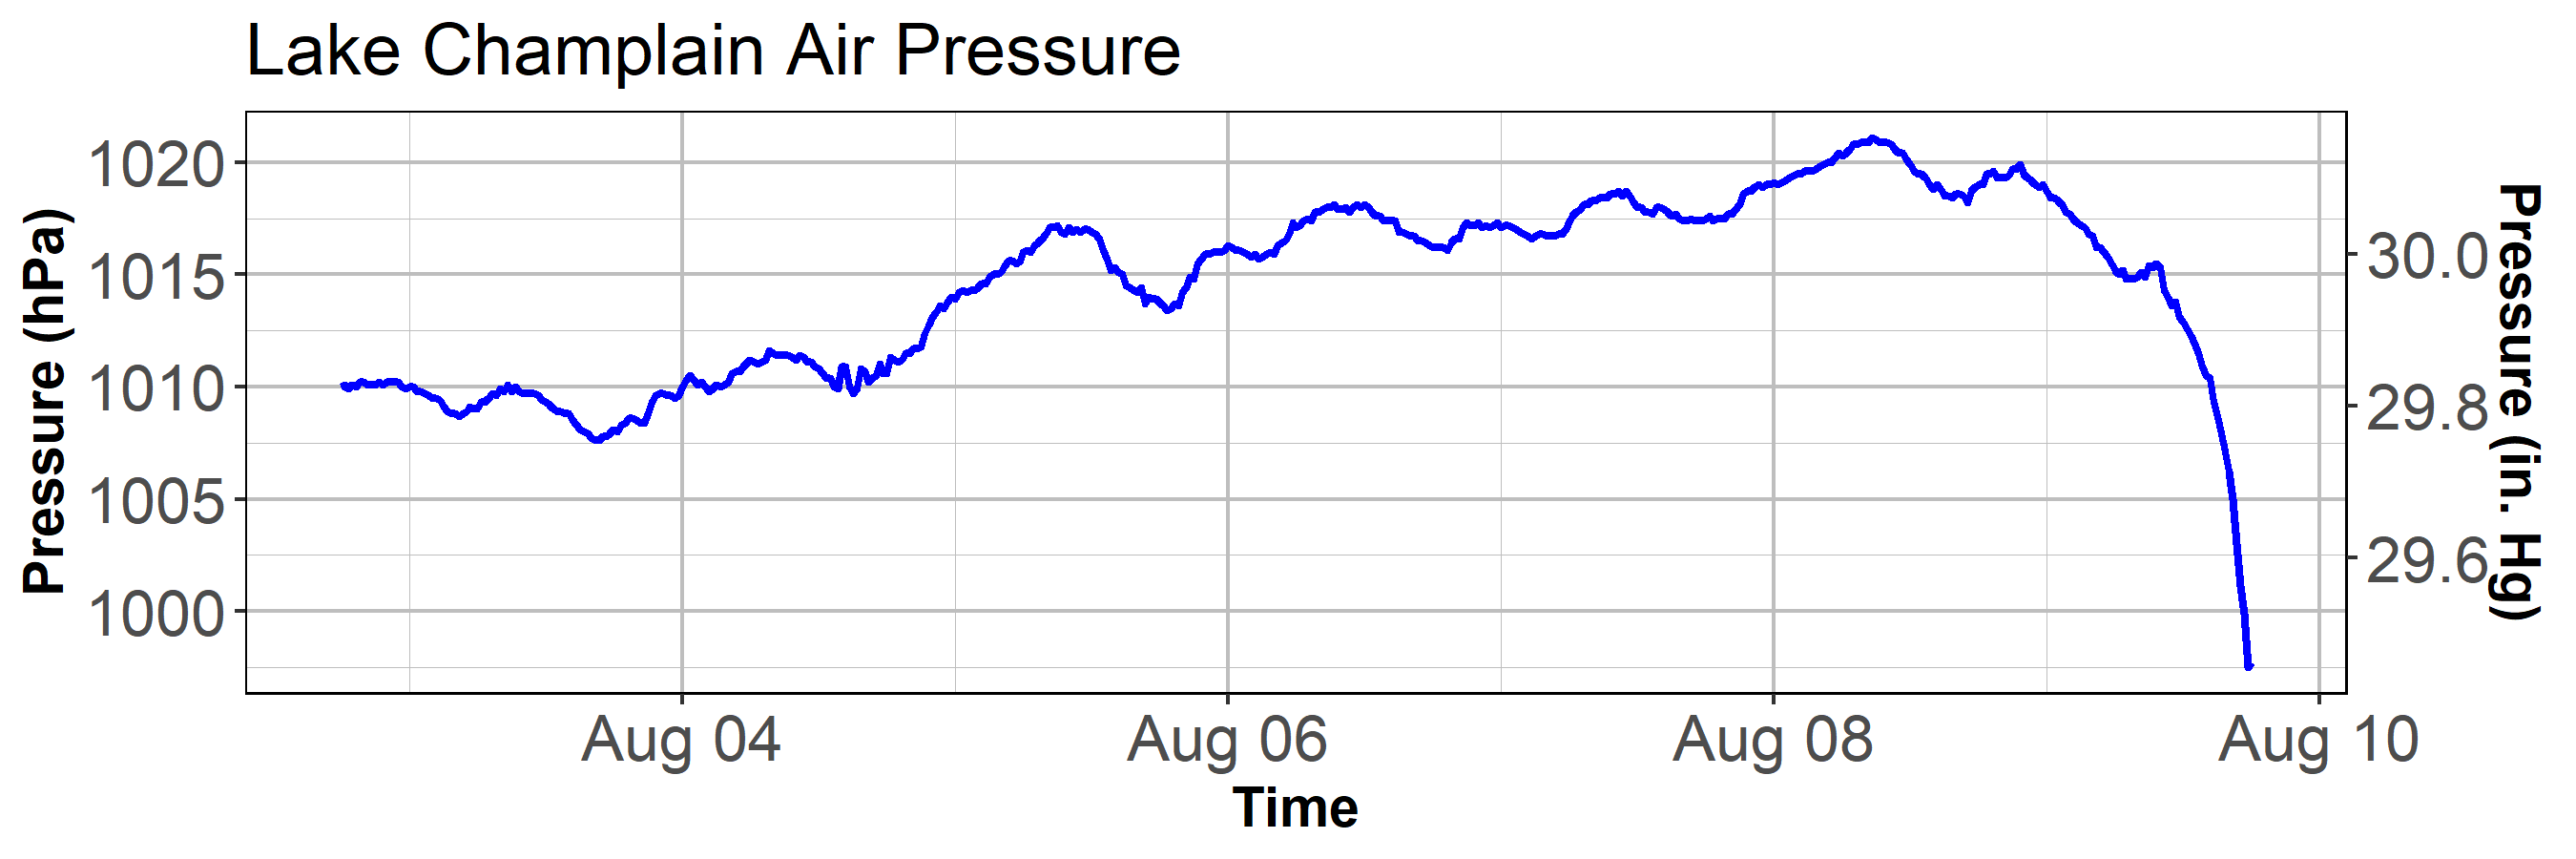 Lake Champlain Air Pressure
Pressure (hPa)
1020
1015
1010
1005
1000
30.0
29.8
29.6
Pressure (in. Hg)
Aug 04 Aug 06 Aug 08 Aug 10
Time